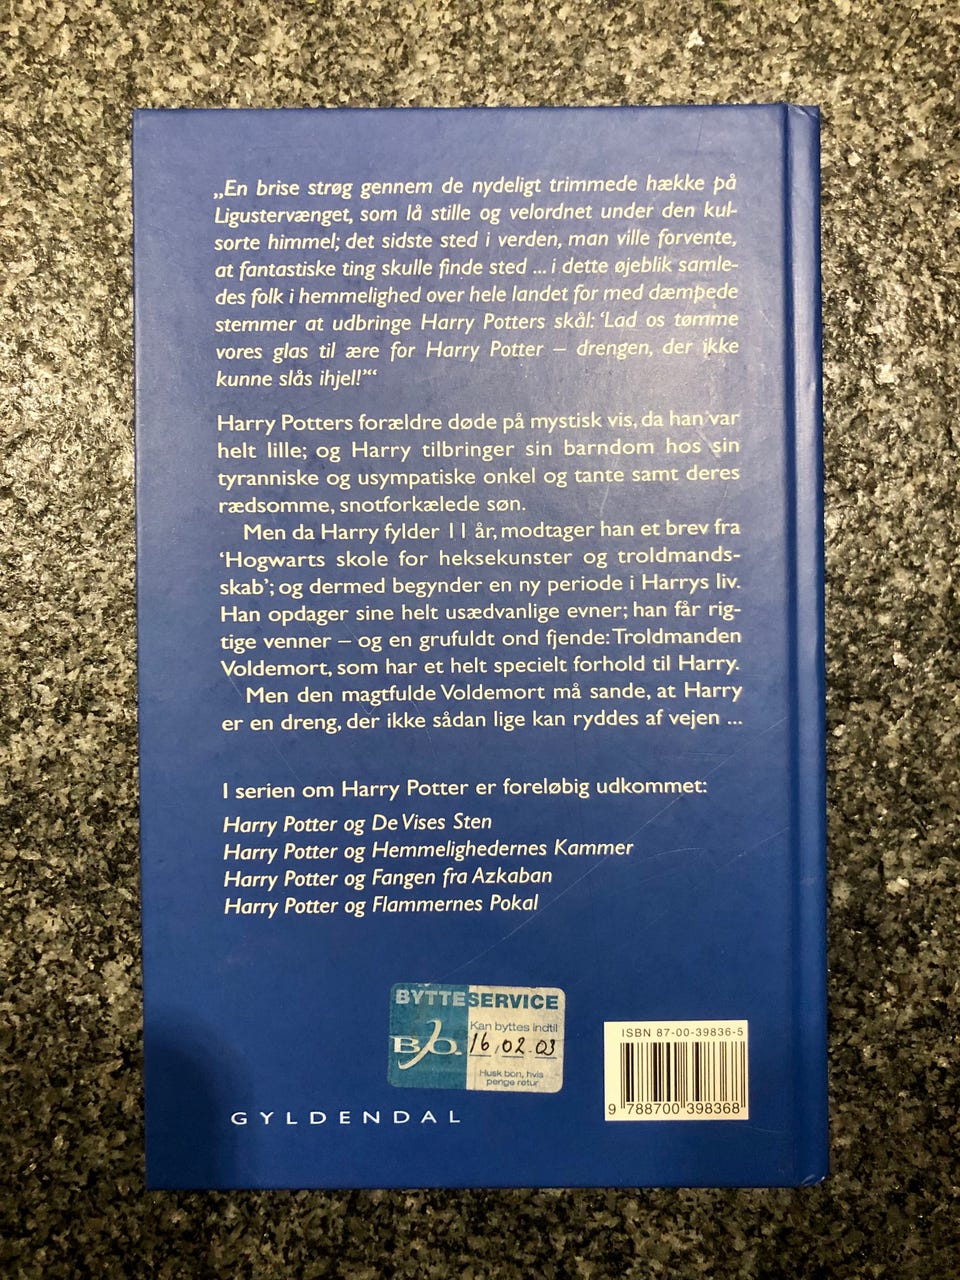 „En brise strøg gennem de nydeligt trimmede hække på
Ligustervænget, som lå stille og velordnet under den kul-
sorte himmel; det sidste sted i verden, man ville forvente,
at fantastiske ting skulle finde sted ... i dette øjeblik samle-
des folk i hemmelighed over hele landet for med dæmpede
stemmer at udbringe Harry Potters skål: ‘Lad os tømme
vores glas til ære for Harry Potter – drengen, der ikke
kunne slås ihjel!’“
Harry Potters forældre døde på mystisk vis, da han var
helt lille; og Harry tilbringer sin barndom hos sin
tyranniske og usympatiske onkel og tante samt deres
rædsomme, snotforkælede søn.
Men da Harry fylder 11 år, modtager han et brev fra
‘Hogwarts skole for heksekunster og troldmands-
skab’; og dermed begynder en ny periode i Harrys liv.
Han opdager sine helt usædvanlige evner; han får rig-
tige venner – og en grufuldt ond fjende: Troldmanden
Voldemort, som har et helt specielt forhold til Harry.
Men den magtfulde Voldemort må sande, at Harry
er en dreng, der ikke sådan lige kan ryddes af vejen ...
I serien om Harry Potter er foreløbig udkommet:
Harry Potter og De Vises Sten
Harry Potter og Hemmelighedernes Kammer
Harry Potter og Fangen fra Azkaban
Harry Potter og Flammernes Pokal
BYTTESERVICE
Kan byttes indtil
B/O. 16.02.03
Husk bon, hvis
penge retur
ISBN 87-00-39836-5
9 788700 398368
GYLDENDAL